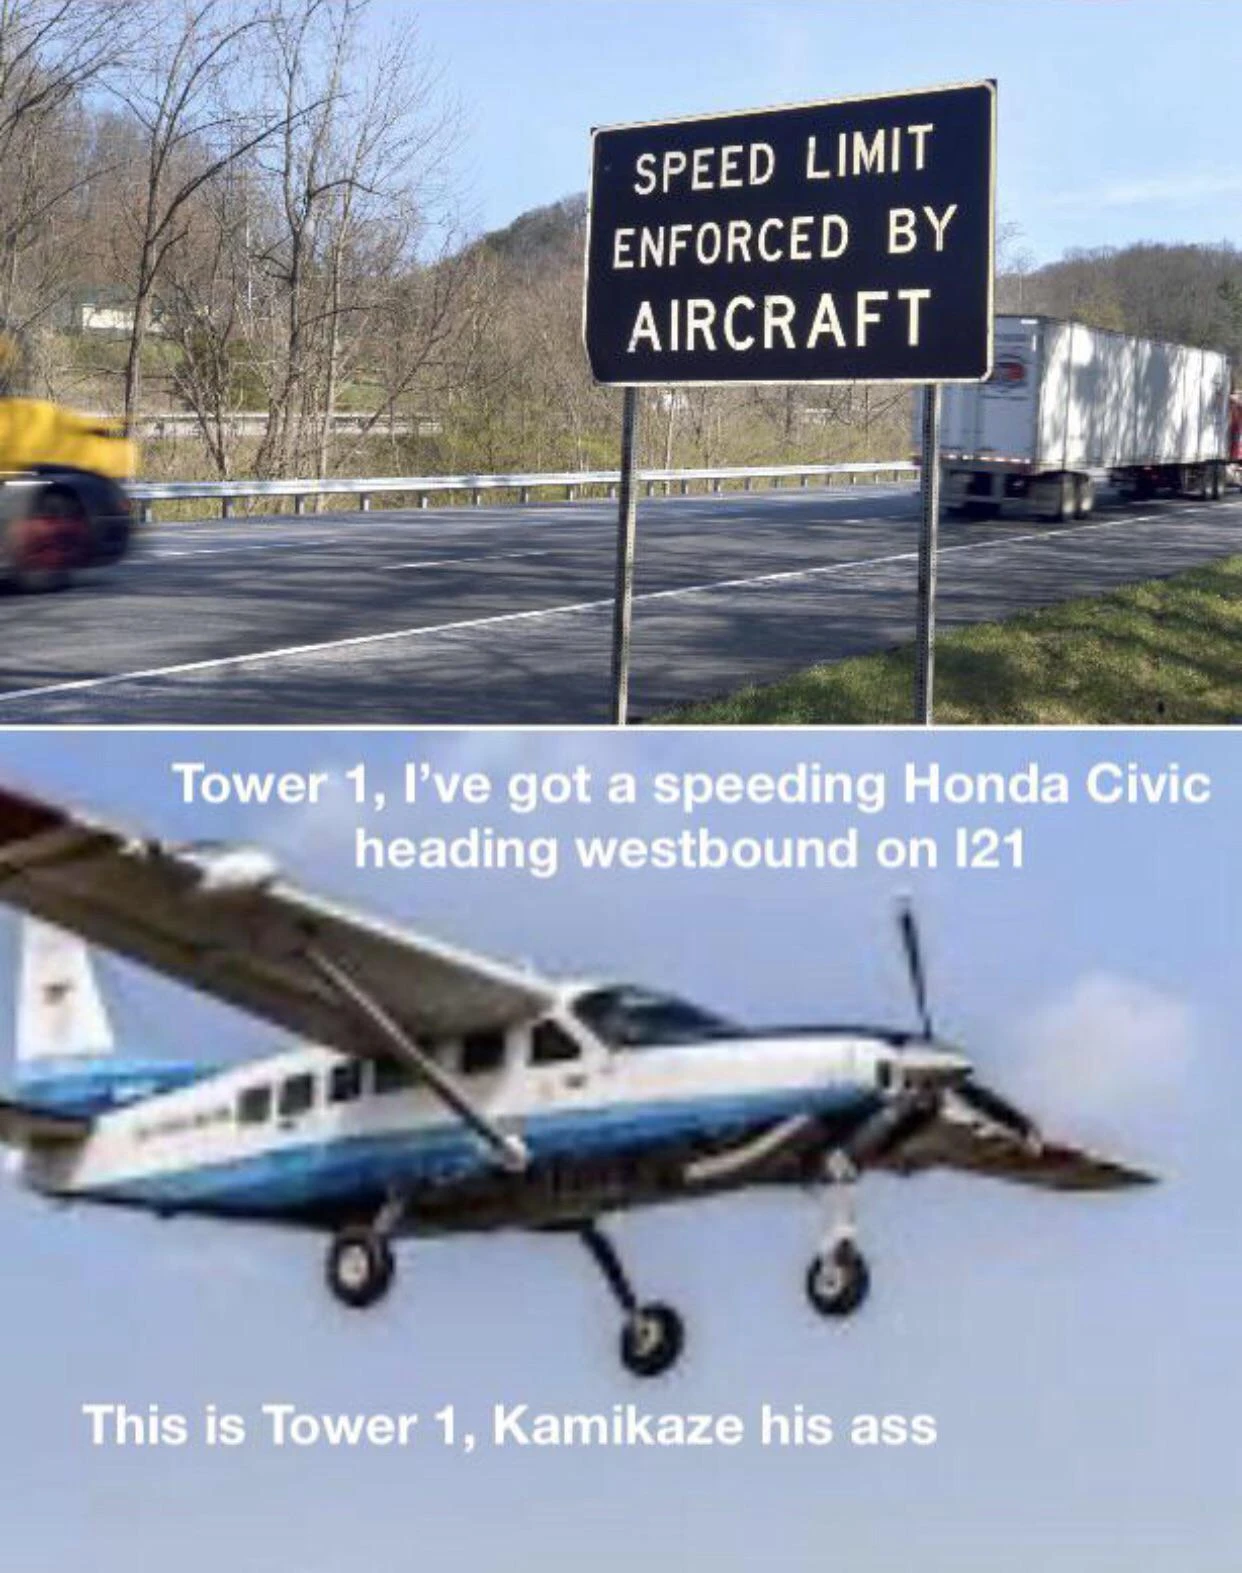 SPEED LIMIT
ENFORCED BY
AIRCRAFT
Tower 1, I've got a speeding Honda Civic
heading westbound on I21
This is Tower 1, Kamikaze his ass